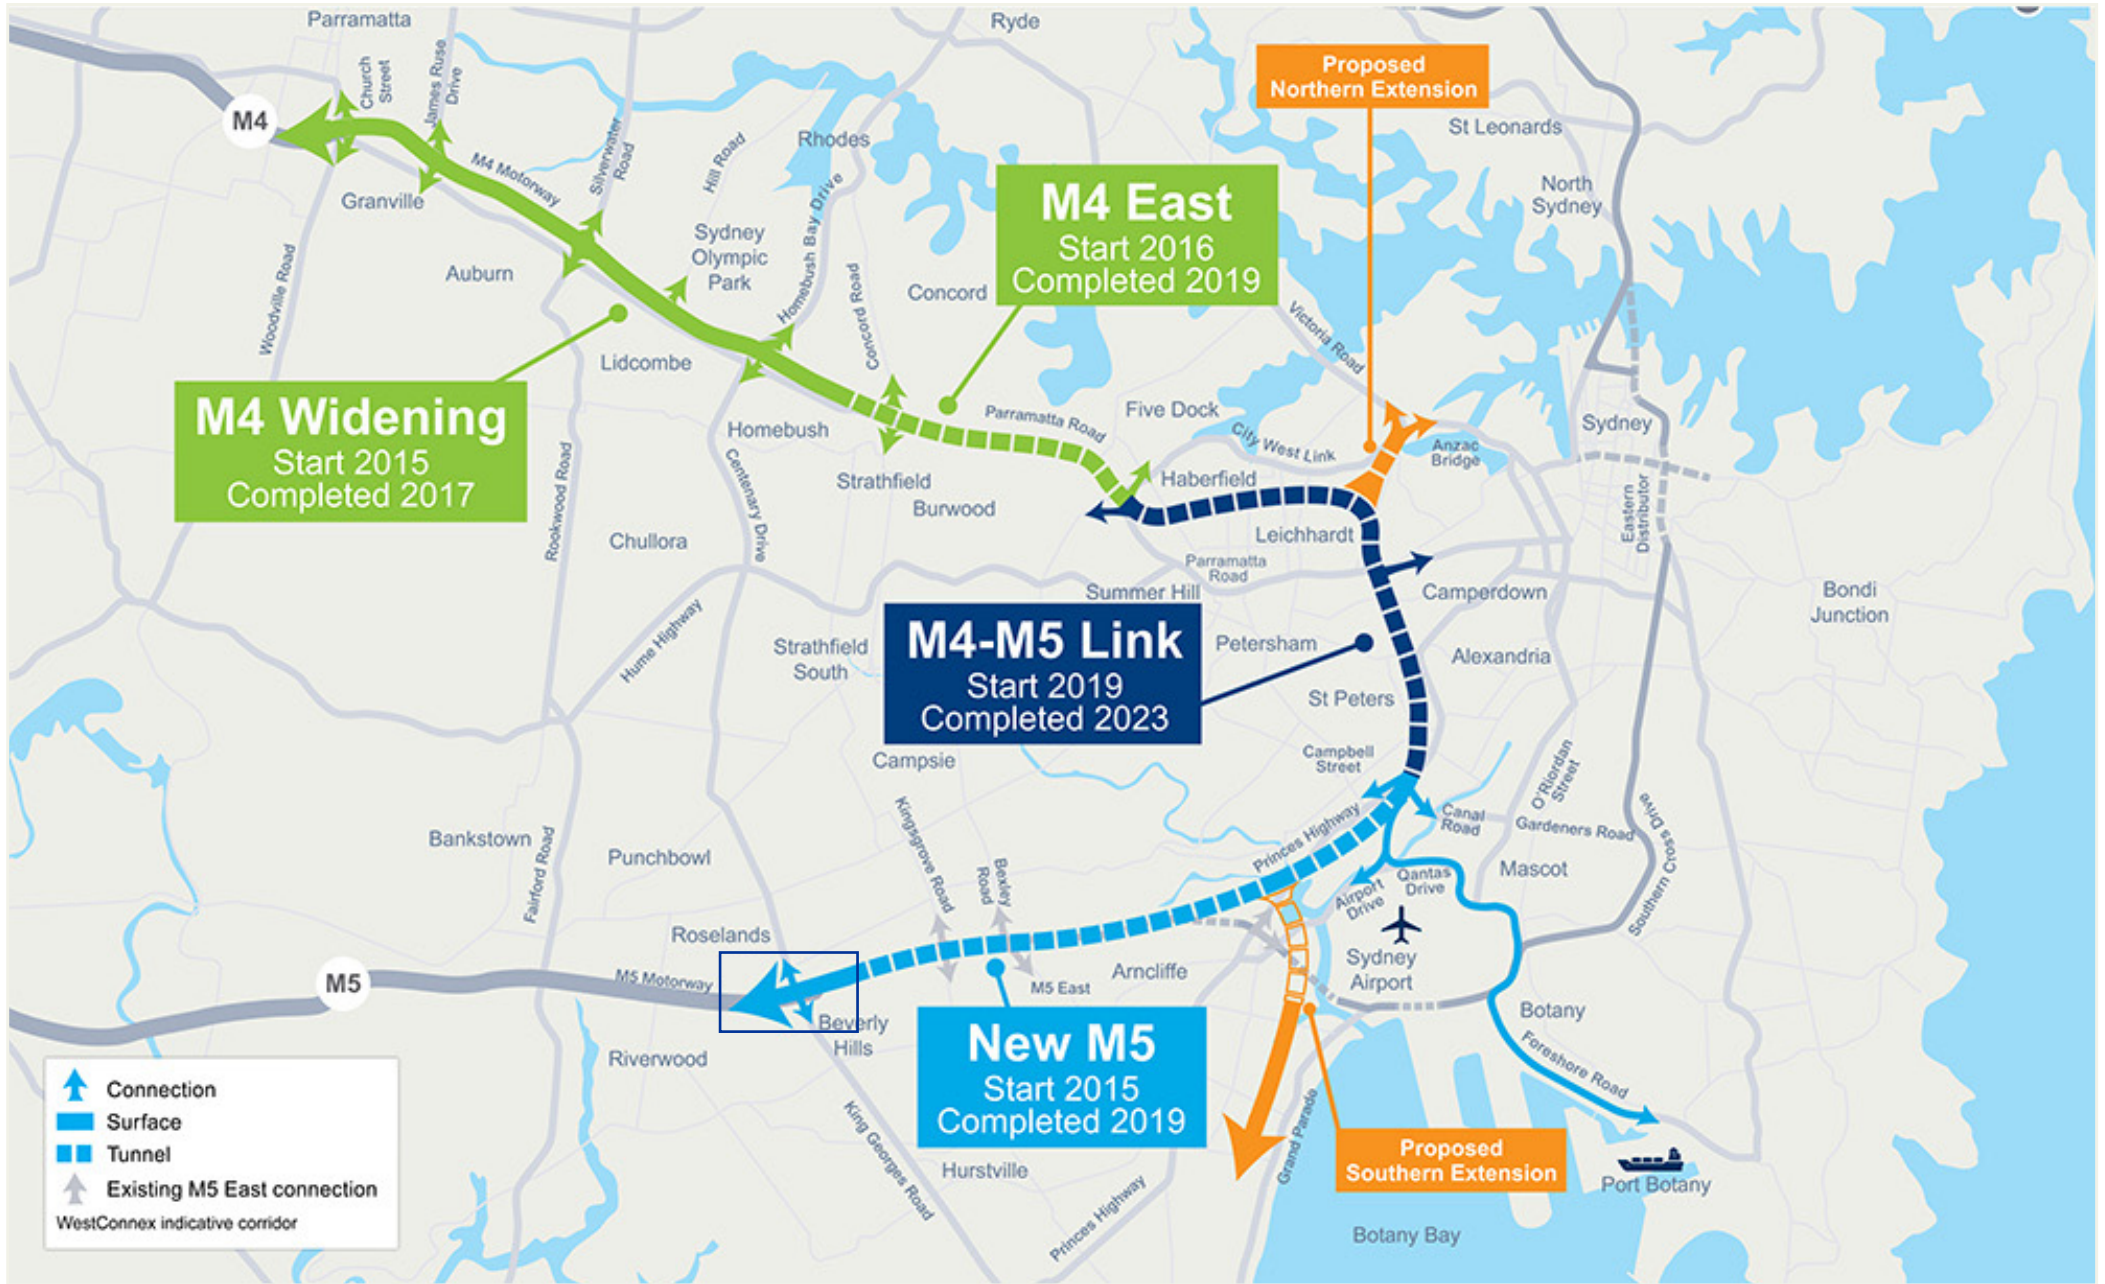 Parramatta
Ryde
Church
Street
James Ruse
Drive
M4
M4 Motorway
Silverwater
Road
Hill Road
Rhodes
Proposed
Northern Extension
St Leonards
North
Sydney
Granville
Woodville Road
Auburn
Sydney
Olympic
Park
Homebush Bay Drive
Concord Road
Concord
M4 East
Start 2016
Completed 2019
Victoria Road
Lidcombe
M4 Widening
Start 2015
Completed 2017
Homebush
Parramatta Road
Five Dock
City West Link
Anzac
Bridge
Sydney
Strathfield
Burwood
Haberfield
Leichhardt
Eastern
Distributor
Rookwood Road
Centenary Drive
Chullora
Parramatta
Road
Summer Hill
Camperdown
Bondi
Junction
Hume Highway
Strathfield
South
M4-M5 Link
Start 2019
Completed 2023
Petersham
Alexandria
St Peters
Campbell
Street
Campsie
O'Riordan
Street
Canal
Road
Gardeners Road
Southern Cross Drive
Princes Highway
Bankstown
Fairford Road
Punchbowl
Kingsgrove Road
Bexley
Road
Mascot
Qantas
Drive
Airport
Drive
Roselands
M5
M5 Motorway
Arncliffe
M5 East
Sydney
Airport
Botany
Beverly
Hills
Riverwood
New M5
Start 2015
Completed 2019
Foreshore Road
King Georges Road
Hurstville
Grand Parade
Princes Highway
Proposed
Southern Extension
Port Botany
Botany Bay
Connection
Surface
Tunnel
Existing M5 East connection
WestConnex indicative corridor